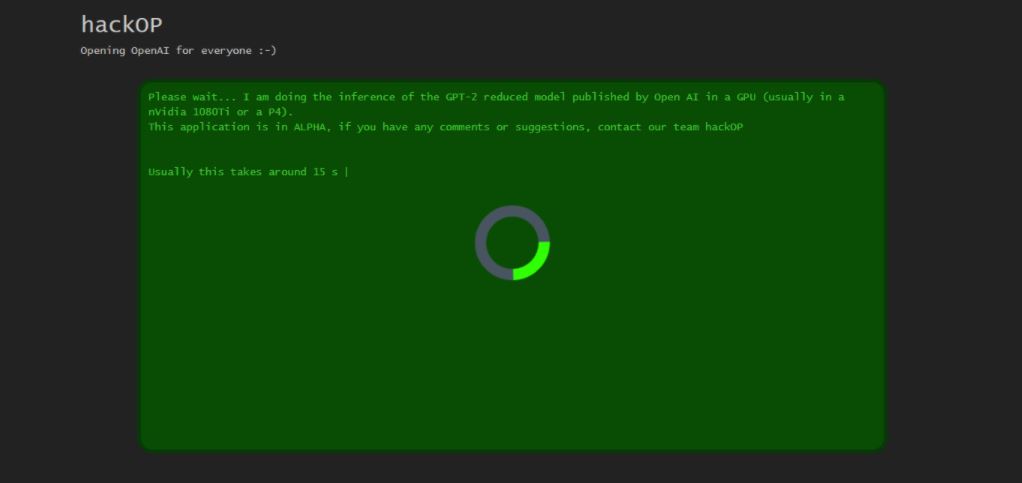 hackOP
Opening OpenAI for everyone :-)
Please wait... I am doing the inference of the GPT-2 reduced model published by Open AI in a GPU (usually in a
nVidia 1080Ti or a P4).
This application is in ALPHA, if you have any comments or suggestions, contact our team hackOP
Usually this takes around 15 s |